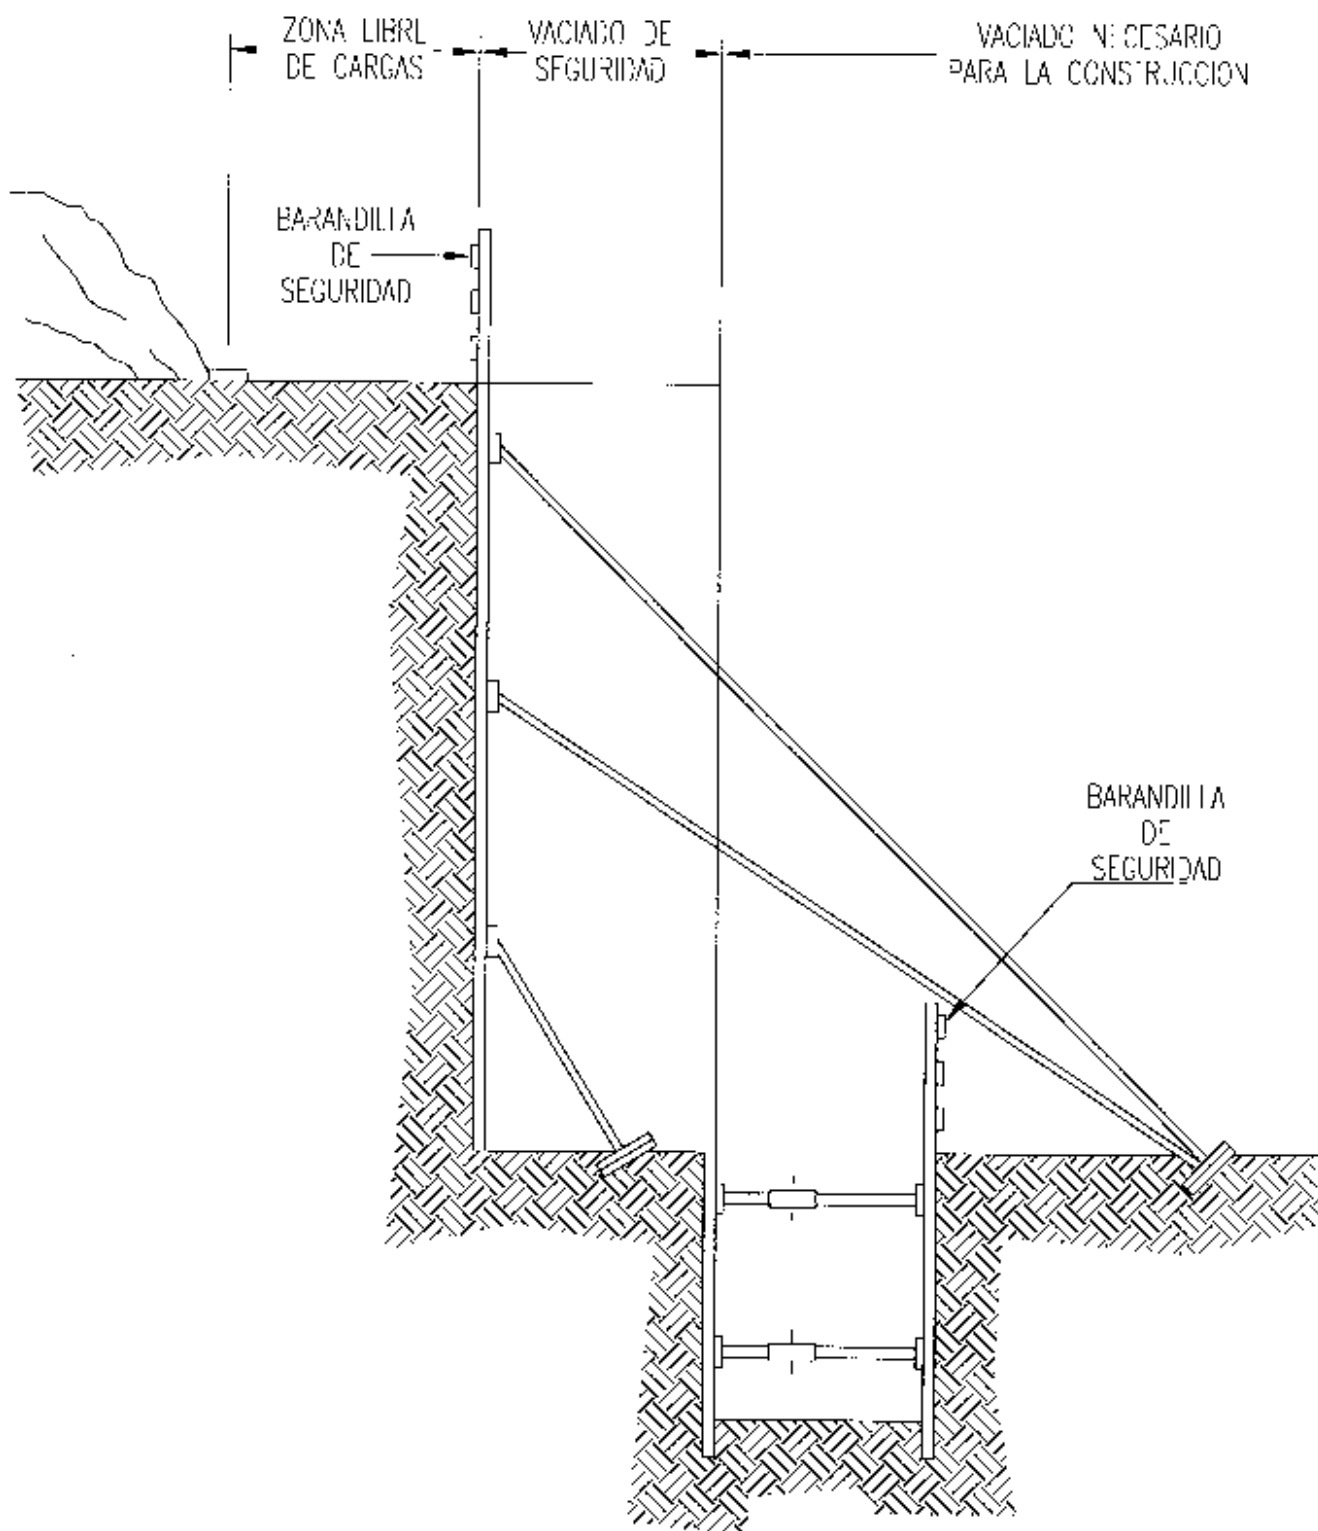 ZONA LIBRE
DE CARGAS
VACIADO DE
SEGURIDAD
VACIADO NECESARIO
PARA LA CONSTRUCCION
BARANDILLA
DE
SEGURIDAD
BARANDILLA
DE
SEGURIDAD